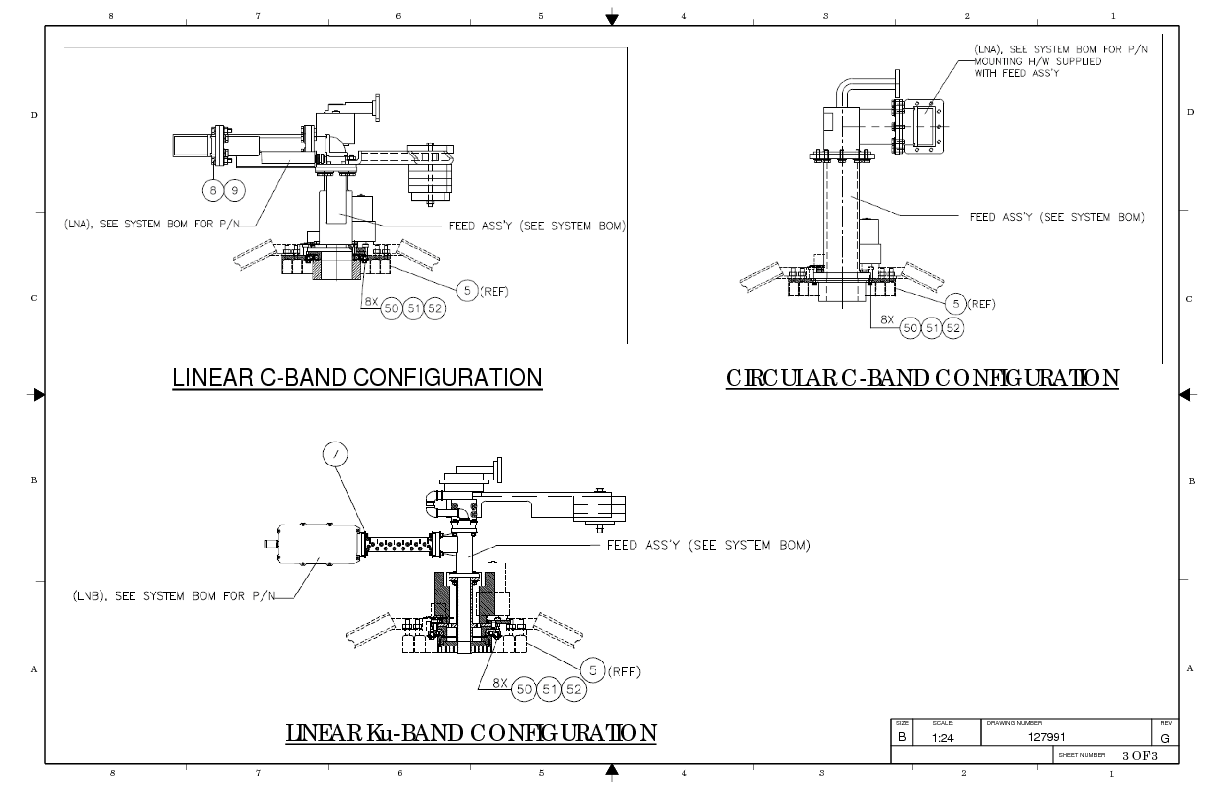 8 7 6 5 4 3 2 1
D
D
(LNA), SEE SYSTEM BOM FOR P/N
MOUNTING H/W SUPPLIED
WITH FEED ASS'Y
8 9
(LNA), SEE SYSTEM BOM FOR P/N
FEED ASS'Y (SEE SYSTEM BOM)
FEED ASS'Y (SEE SYSTEM BOM)
C
C
5 (REF)
8X 50 51 52
5 (REF)
8X 50 51 52
LINEAR C-BAND CONFIGURATION
CIRCULAR C-BAND CONFIGURATION
B
B
FEED ASS'Y (SEE SYSTEM BOM)
(LNB), SEE SYSTEM BOM FOR P/N
A
A
5 (REF)
8X 50 51 52
LINEAR Ku-BAND CONFIGURATION
SIZE SCALE DRAWING NUMBER REV
B 1:24 127991 G
SHEET NUMBER 3 OF 3
8 7 6 5 4 3 2 1